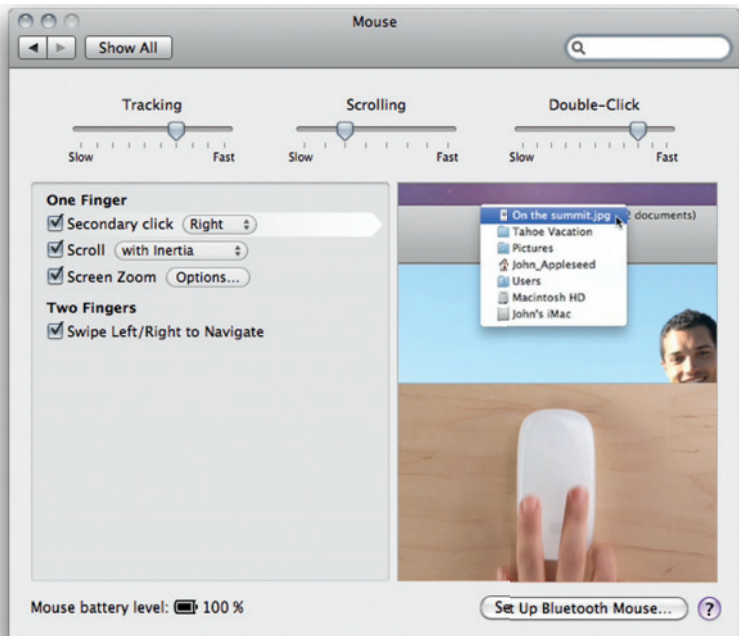 Mouse
Show All
Tracking Scrolling Double-Click
Slow Fast Slow Fast Slow Fast
One Finger
Secondary click Right
Scroll with Inertia
Screen Zoom Options...
Two Fingers
Swipe Left/Right to Navigate
On the summit.jpg 2 documents)
Tahoe Vacation
Pictures
John_Appleseed
Users
Macintosh HD
John's iMac
Mouse battery level: 100 % Set Up Bluetooth Mouse... ?